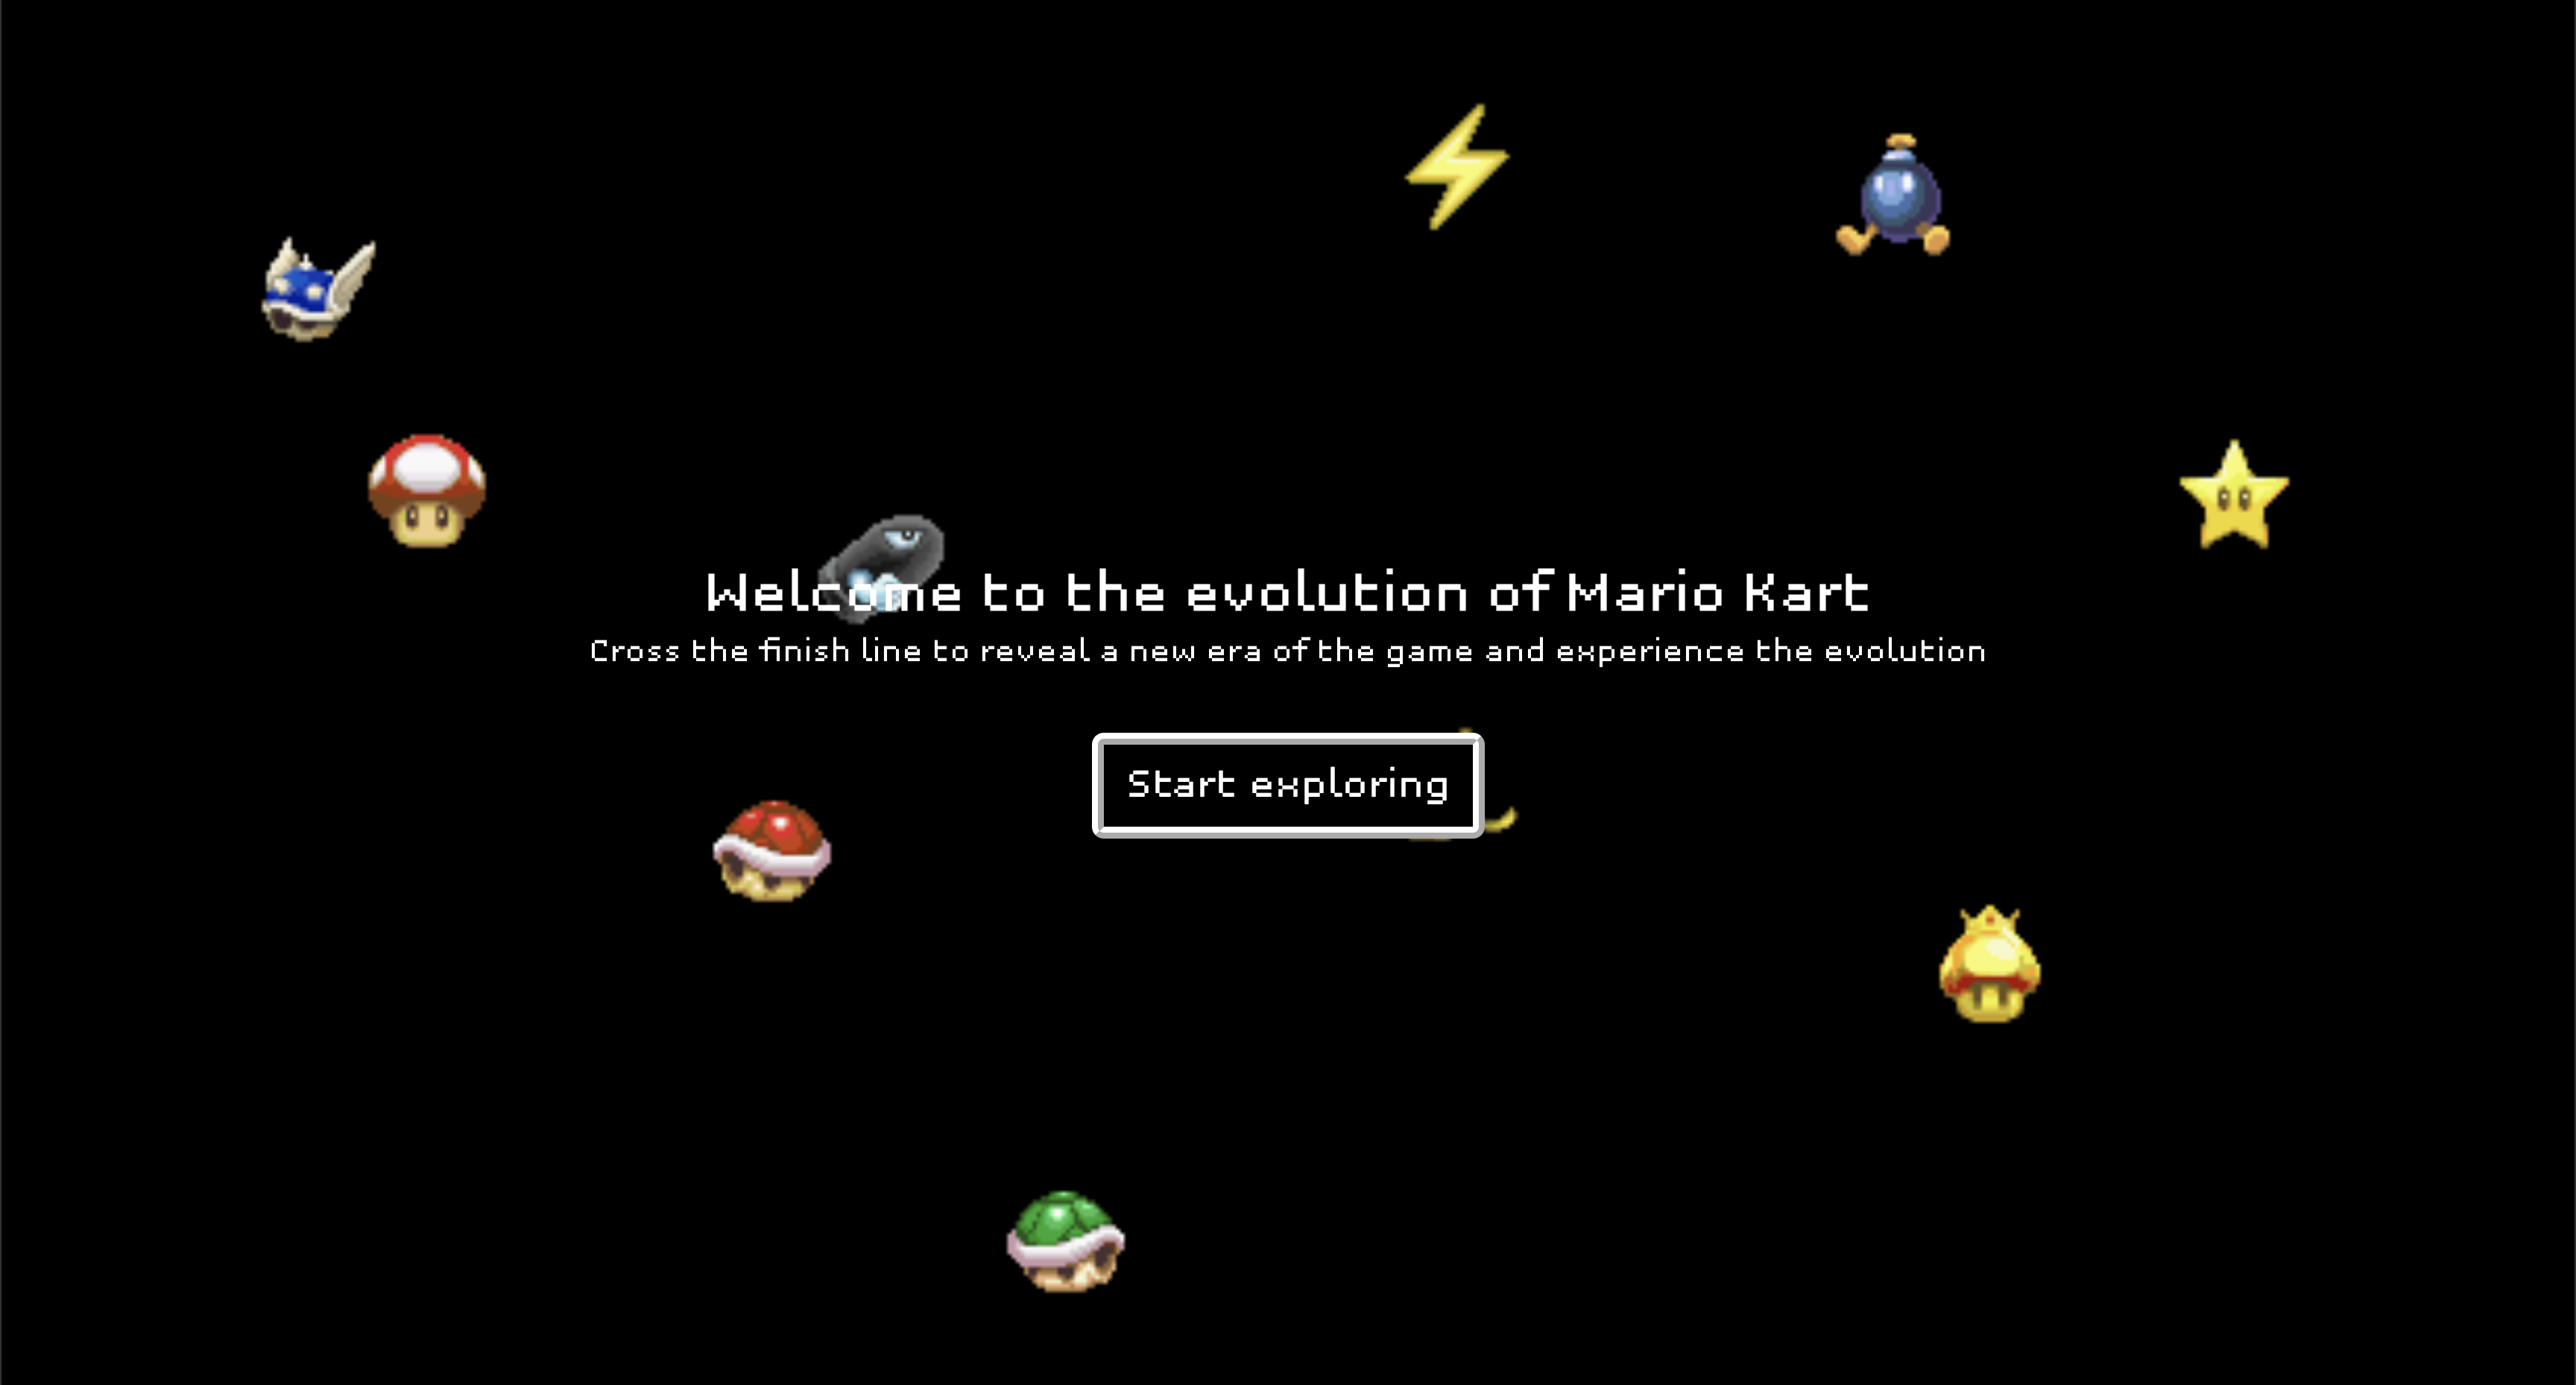 Welcome to the evolution of Mario Kart
Cross the finish line to reveal a new era of the game and experience the evolution
Start exploring